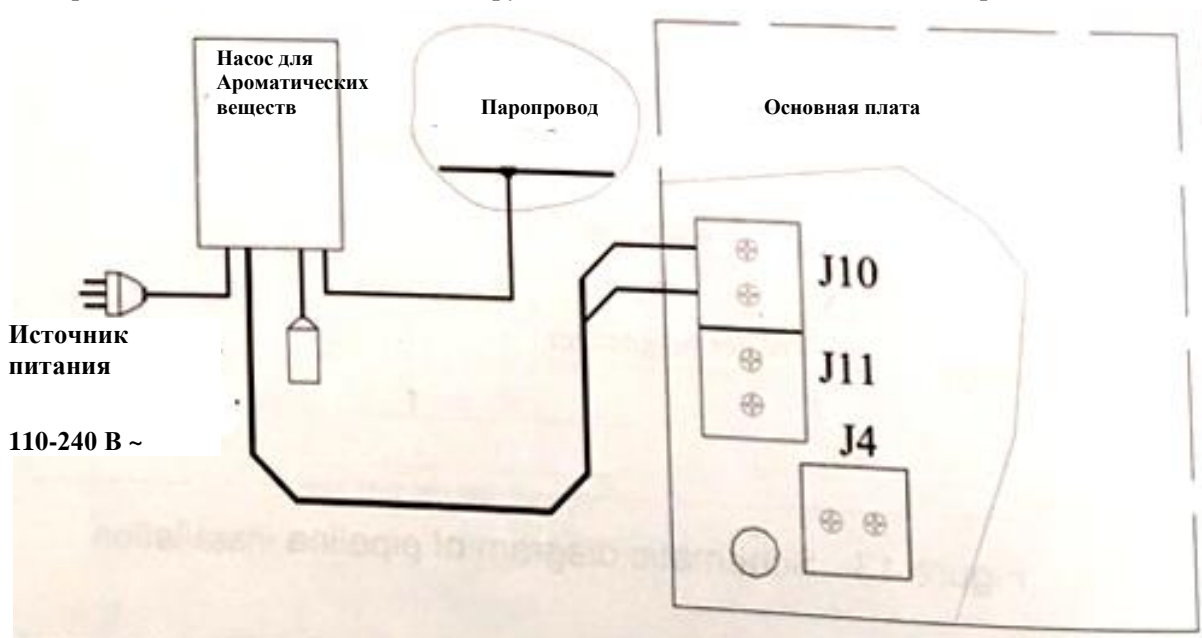 Насос для
Ароматических
веществ
Паропровод
Основная плата
J10
J11
J4
Источник
питания
110-240 В ~